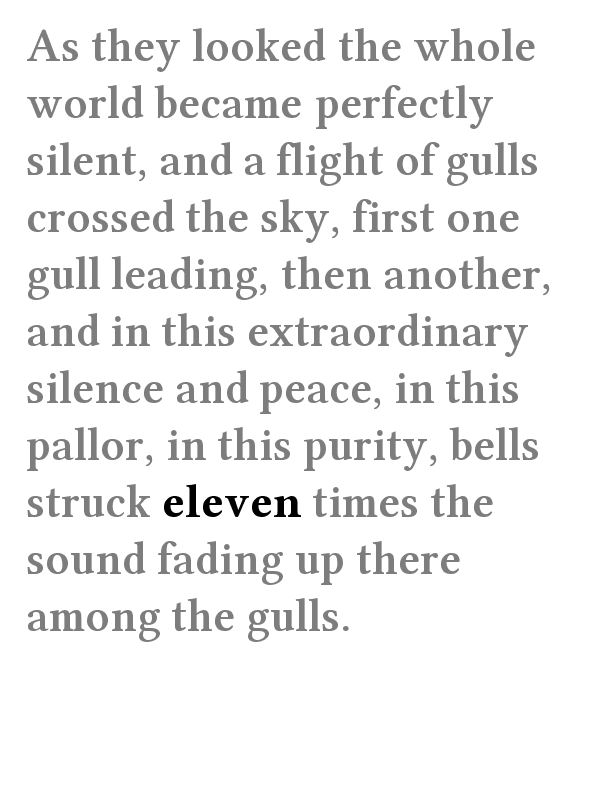 As they looked the whole
world became perfectly
silent, and a flight of gulls
crossed the sky, first one
gull leading, then another,
and in this extraordinary
silence and peace, in this
pallor, in this purity, bells
struck eleven times the
sound fading up there
among the gulls.